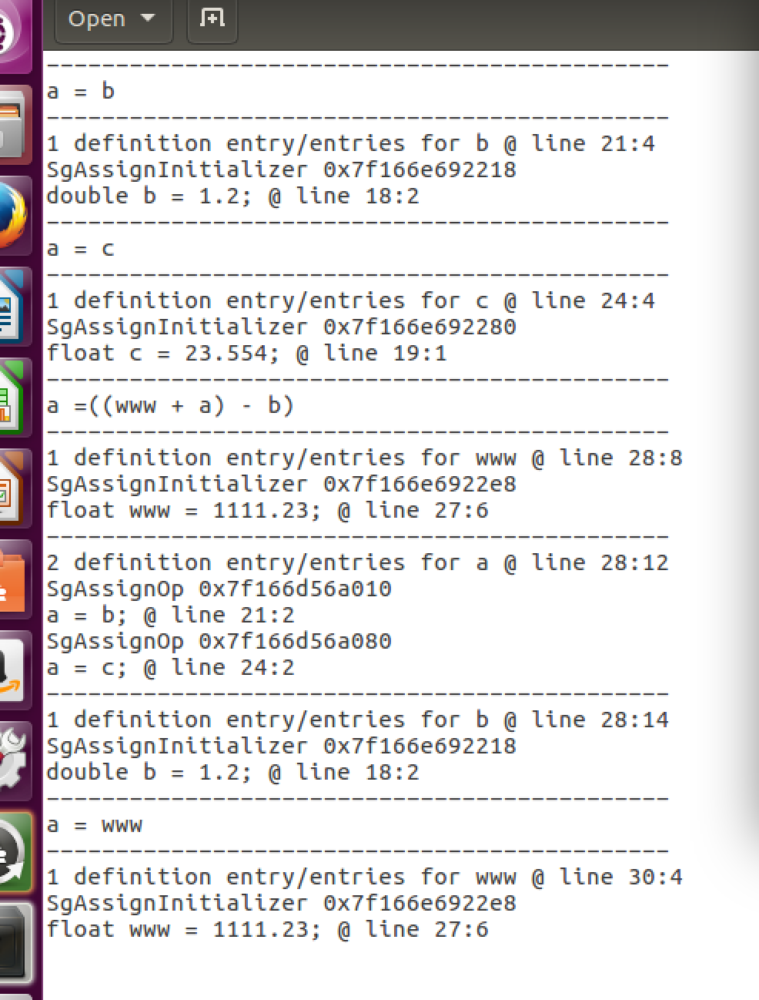 Open
---------------------------------------------
a = b
---------------------------------------------
1 definition entry/entries for b @ line 21:4
SgAssignInitializer 0x7f166e692218
double b = 1.2; @ line 18:2
---------------------------------------------
a = c
---------------------------------------------
1 definition entry/entries for c @ line 24:4
SgAssignInitializer 0x7f166e692280
float c = 23.554; @ line 19:1
---------------------------------------------
a =((www + a) - b)
---------------------------------------------
1 definition entry/entries for www @ line 28:8
SgAssignInitializer 0x7f166e6922e8
float www = 1111.23; @ line 27:6
---------------------------------------------
2 definition entry/entries for a @ line 28:12
SgAssignOp 0x7f166d56a010
a = b; @ line 21:2
SgAssignOp 0x7f166d56a080
a = c; @ line 24:2
---------------------------------------------
1 definition entry/entries for b @ line 28:14
SgAssignInitializer 0x7f166e692218
double b = 1.2; @ line 18:2
---------------------------------------------
a = www
---------------------------------------------
1 definition entry/entries for www @ line 30:4
SgAssignInitializer 0x7f166e6922e8
float www = 1111.23; @ line 27:6